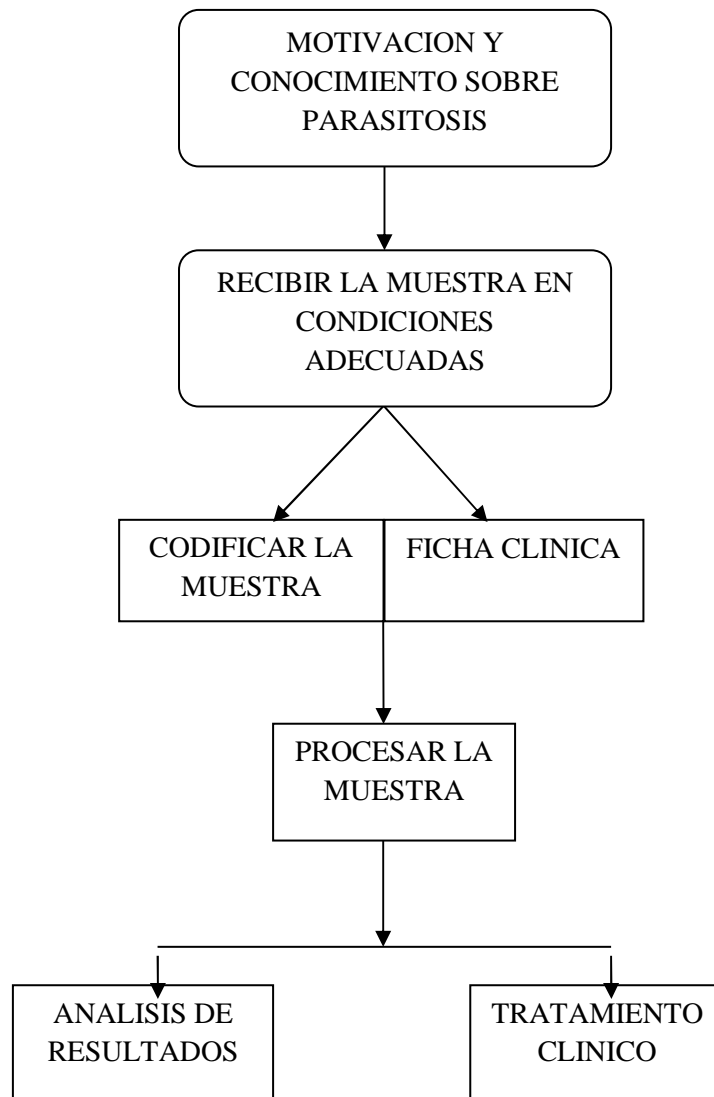 MOTIVACION Y
CONOCIMIENTO SOBRE
PARASITOSIS
RECIBIR LA MUESTRA EN
CONDICIONES
ADECUADAS
CODIFICAR LA
MUESTRA
FICHA CLINICA
PROCESAR LA
MUESTRA
ANALISIS DE
RESULTADOS
TRATAMIENTO
CLINICO